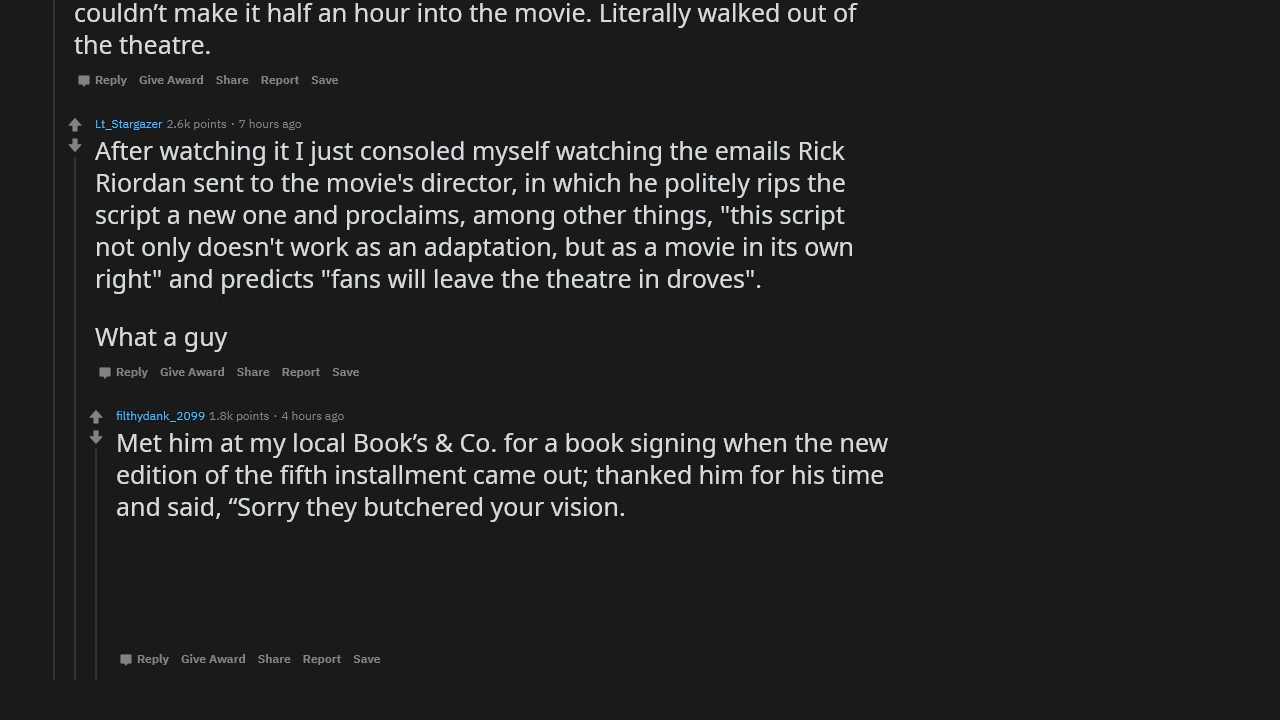 couldn’t make it half an hour into the movie. Literally walked out of
the theatre.
Reply Give Award Share Report Save
Lt_Stargazer 2.6k points · 7 hours ago
After watching it I just consoled myself watching the emails Rick
Riordan sent to the movie's director, in which he politely rips the
script a new one and proclaims, among other things, "this script
not only doesn't work as an adaptation, but as a movie in its own
right" and predicts "fans will leave the theatre in droves".
What a guy
Reply Give Award Share Report Save
filthydank_2099 1.8k points · 4 hours ago
Met him at my local Book’s & Co. for a book signing when the new
edition of the fifth installment came out; thanked him for his time
and said, “Sorry they butchered your vision.
Reply Give Award Share Report Save